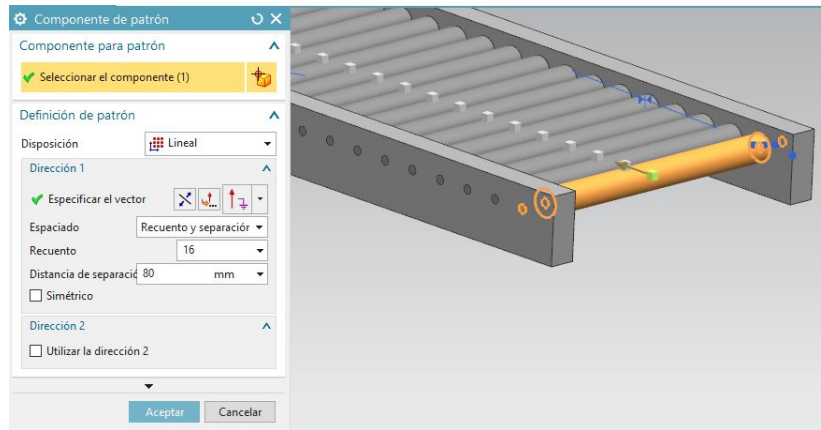 Componente de patrón
Componente para patrón
Seleccionar el componente (1)
Definición de patrón
Disposición Lineal
Dirección 1
Especificar el vector
Espaciado Recuento y separaciór
Recuento 16
Distancia de separació 80 mm
Simétrico
Dirección 2
Utilizar la dirección 2
Aceptar Cancelar